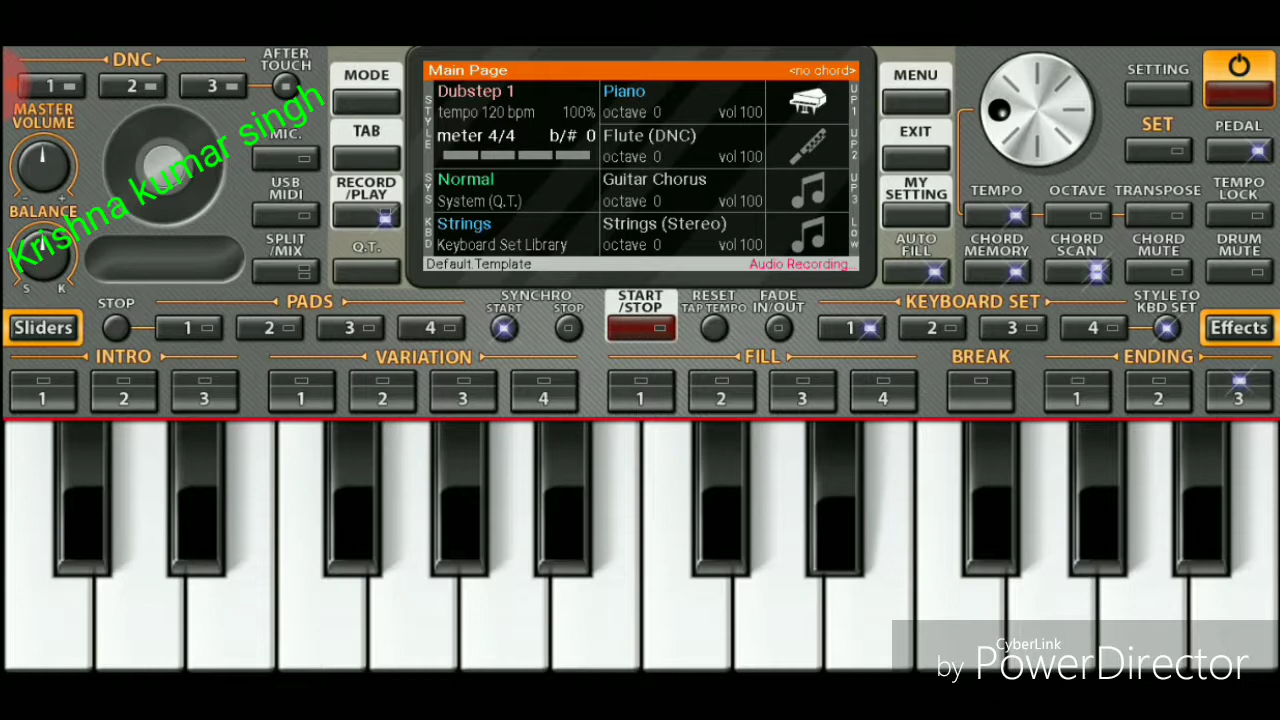 DNC
AFTER
TOUCH
1 2 3
MASTER
VOLUME
MIC.
Krishna kumar singh
BALANCE
S K
USB
MIDI
SPLIT
/MIX
MODE
TAB
RECORD
/PLAY
Q.T.
Main Page <no chord>
STYLE
Dubstep 1
tempo 120 bpm 100%
meter 4/4 b/# 0
SYS
Normal
System (Q.T.)
KBD
Strings
Keyboard Set Library
Piano
octave 0 vol 100
UP1
Flute (DNC)
octave 0 vol 100
UP2
Guitar Chorus
octave 0 vol 100
UP3
Strings (Stereo)
octave 0 vol 100
Low
Default.Template Audio Recording...
MENU
EXIT
MY
SETTING
AUTO
FILL
SETTING
SET
PEDAL
TEMPO OCTAVE TRANSPOSE TEMPO
LOCK
CHORD
MEMORY
CHORD
SCAN
CHORD
MUTE
DRUM
MUTE
Sliders
STOP
PADS
1 2 3 4
SYNCHRO
START STOP
START
/STOP
RESET
TAP TEMPO
FADE
IN/OUT
KEYBOARD SET
1 2 3 4
STYLE TO
KBD SET
Effects
INTRO VARIATION FILL BREAK ENDING
1 2 3 1 2 3 4 1 2 3 4 1 2 3
CyberLink
by PowerDirector